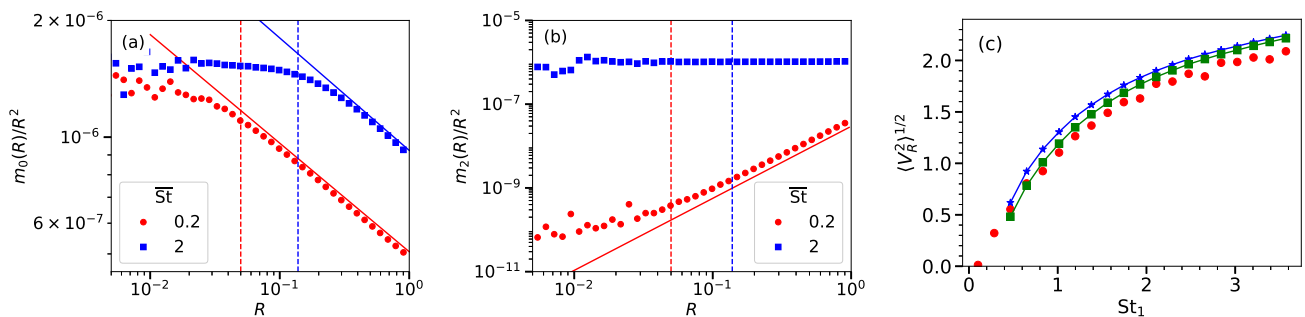 (a)
2 × 10⁻⁶
10⁻⁶
6 × 10⁻⁷
m₀(R)/R²
St
0.2
2
10⁻² 10⁻¹ 10⁰
R
(b)
10⁻⁵
10⁻⁷
10⁻⁹
10⁻¹¹
m₂(R)/R²
St
0.2
2
10⁻² 10⁻¹ 10⁰
R
(c)
2.0
1.5
1.0
0.5
0.0
⟨V_R²⟩^{1/2}
0 1 2 3
St₁